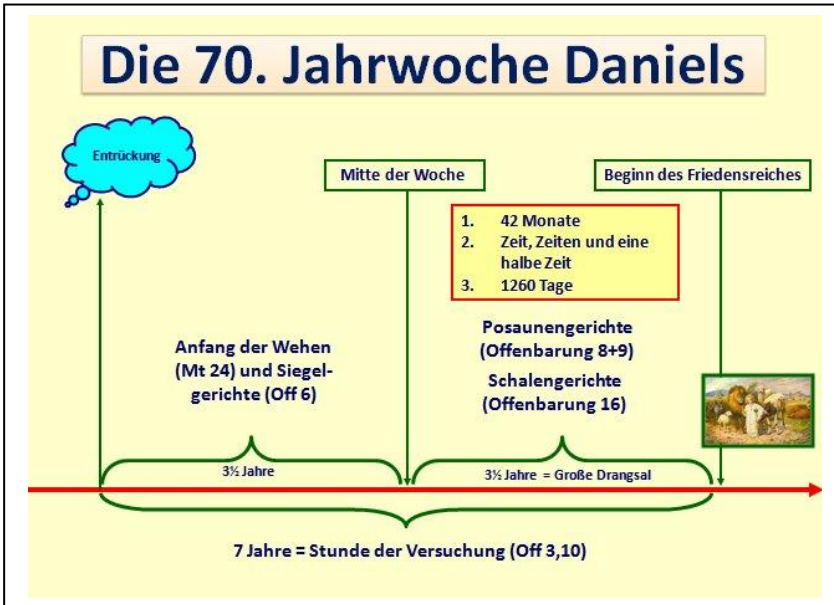 Die 70. Jahrwoche Daniels
Entrückung
Mitte der Woche
Beginn des Friedensreiches
1. 42 Monate
2. Zeit, Zeiten und eine
halbe Zeit
3. 1260 Tage
Anfang der Wehen
(Mt 24) und Siegel-
gerichte (Off 6)
Posaunengerichte
(Offenbarung 8+9)
Schalengerichte
(Offenbarung 16)
3½ Jahre
3½ Jahre = Große Drangsal
7 Jahre = Stunde der Versuchung (Off 3,10)